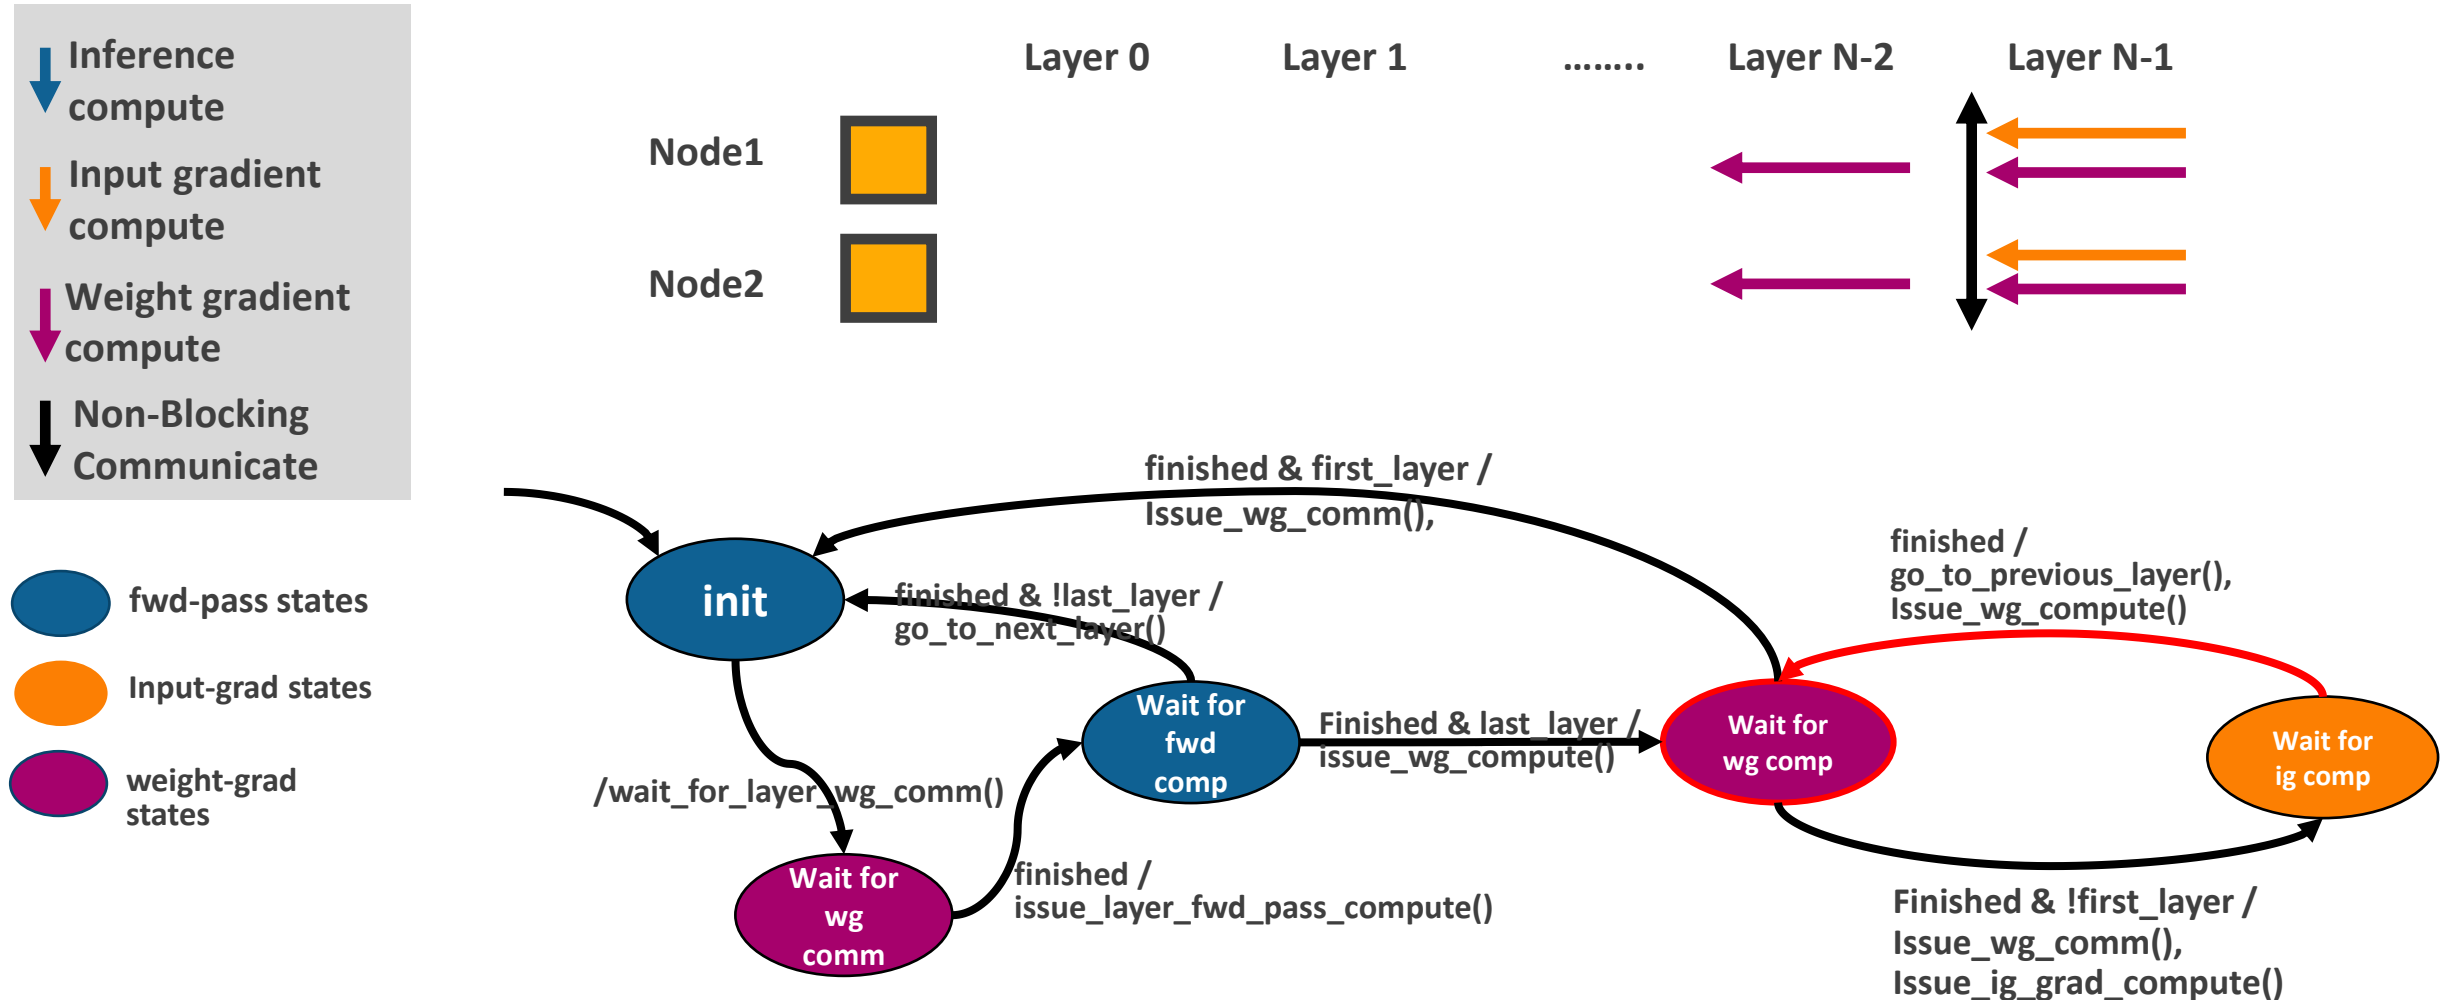 Inference
compute
Input gradient
compute
Weight gradient
compute
Non-Blocking
Communicate
fwd-pass states
Input-grad states
weight-grad
states
Layer 0
Layer 1
........
Layer N-2
Layer N-1
Node1
Node2
finished & first_layer /
Issue_wg_comm(),
finished /
go_to_previous_layer(),
Issue_wg_compute()
init
finished & !last_layer /
go_to_next_layer()
Wait for
fwd
comp
Finished & last_layer /
issue_wg_compute()
Wait for
wg comp
Wait for
ig comp
/wait_for_layer_wg_comm()
Wait for
wg
comm
finished /
issue_layer_fwd_pass_compute()
Finished & !first_layer /
Issue_wg_comm(),
Issue_ig_grad_compute()